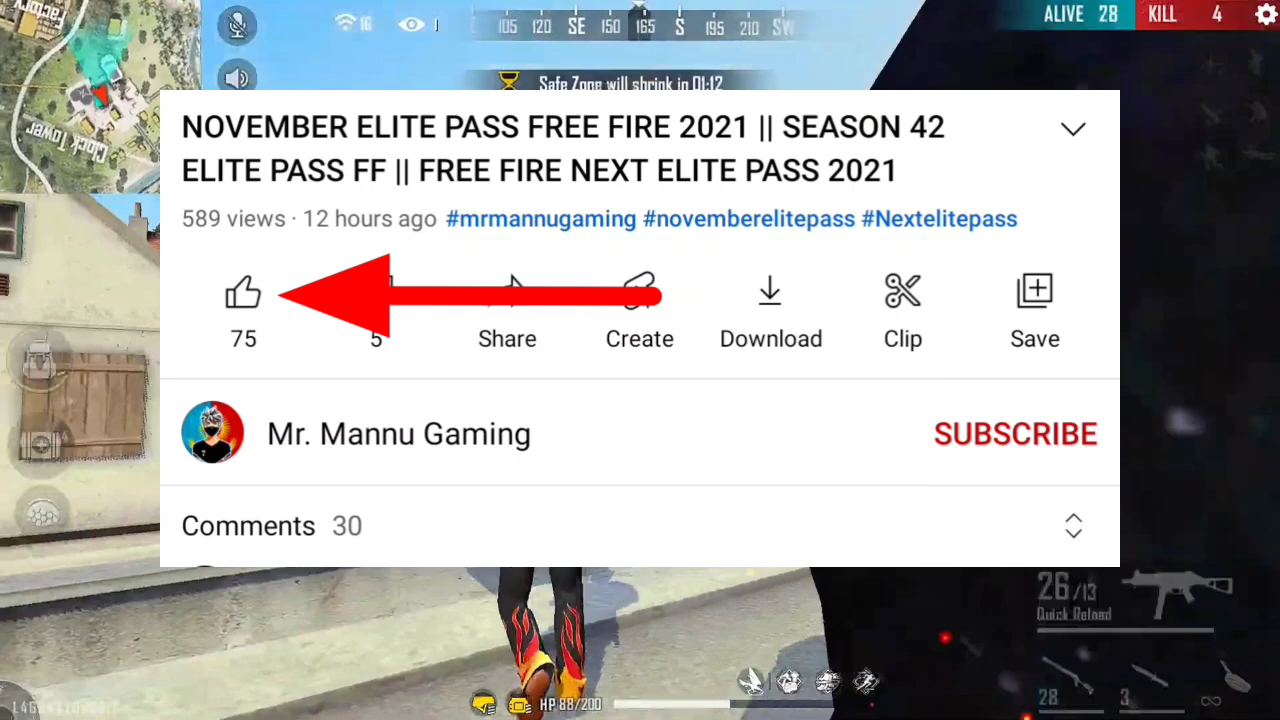 Factory
16
1
105 120 SE 150 165 S 195 210 SW
ALIVE 28 KILL 4
Safe Zone will shrink in 01:12
Clock Tower
NOVEMBER ELITE PASS FREE FIRE 2021 || SEASON 42
ELITE PASS FF || FREE FIRE NEXT ELITE PASS 2021
589 views · 12 hours ago #mrmannugaming #novemberelitepass #Nextelitepass
75 5 Share Create Download Clip Save
Mr. Mannu Gaming SUBSCRIBE
Comments 30
26/13
Quick Reload
28 3 ∞
HP 88/200